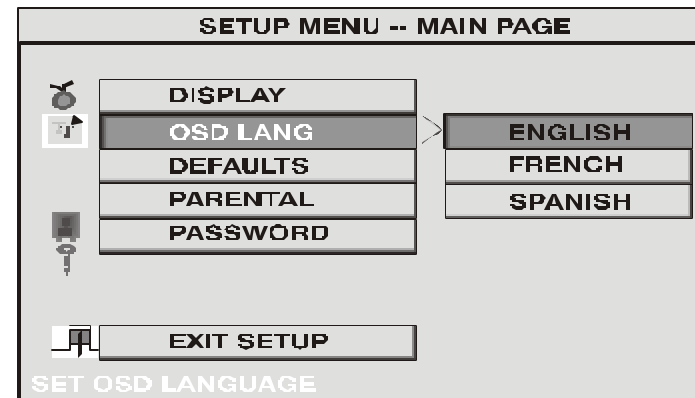 SETUP MENU -- MAIN PAGE
DISPLAY
OSD LANG
ENGLISH
DEFAULTS
FRENCH
PARENTAL
SPANISH
PASSWORD
EXIT SETUP
SET OSD LANGUAGE